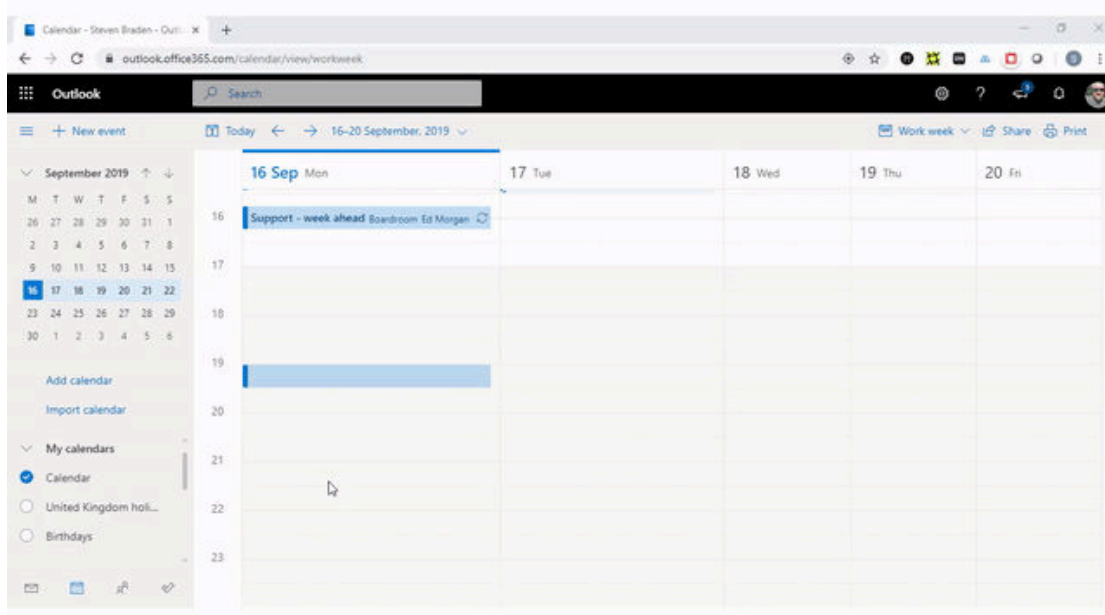 Calendar - Steven Braden - Out
outlook.office365.com/calendar/view/workweek
Outlook
Search
New event
Today
16–20 September, 2019
Work week
Share
Print
September 2019
M T W T F S S
26 27 28 29 30 31 1
2 3 4 5 6 7 8
9 10 11 12 13 14 15
16 17 18 19 20 21 22
23 24 25 26 27 28 29
30 1 2 3 4 5 6
Add calendar
Import calendar
My calendars
Calendar
United Kingdom holi...
Birthdays
16 Sep Mon
17 Tue
18 Wed
19 Thu
20 Fri
16
Support - week ahead Boardroom Ed Morgan
17
18
19
20
21
22
23